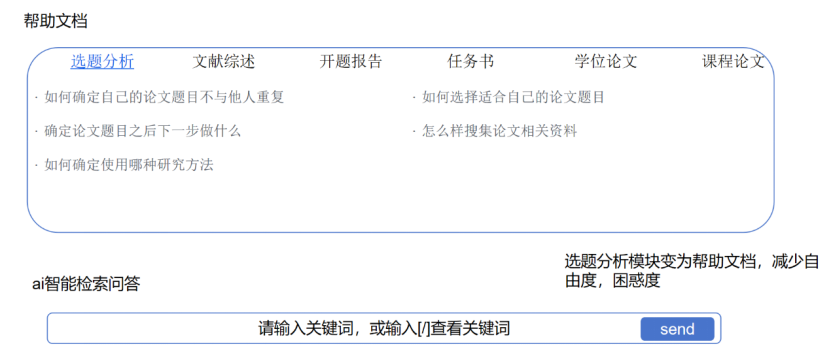 帮助文档
选题分析 文献综述 开题报告 任务书 学位论文 课程论文
· 如何确定自己的论文题目不与他人重复 · 如何选择适合自己的论文题目
· 确定论文题目之后下一步做什么 · 怎么样搜集论文相关资料
· 如何确定使用哪种研究方法
选题分析模块变为帮助文档，减少自
由度，困惑度
ai智能检索问答
请输入关键词，或输入[/]查看关键词 send